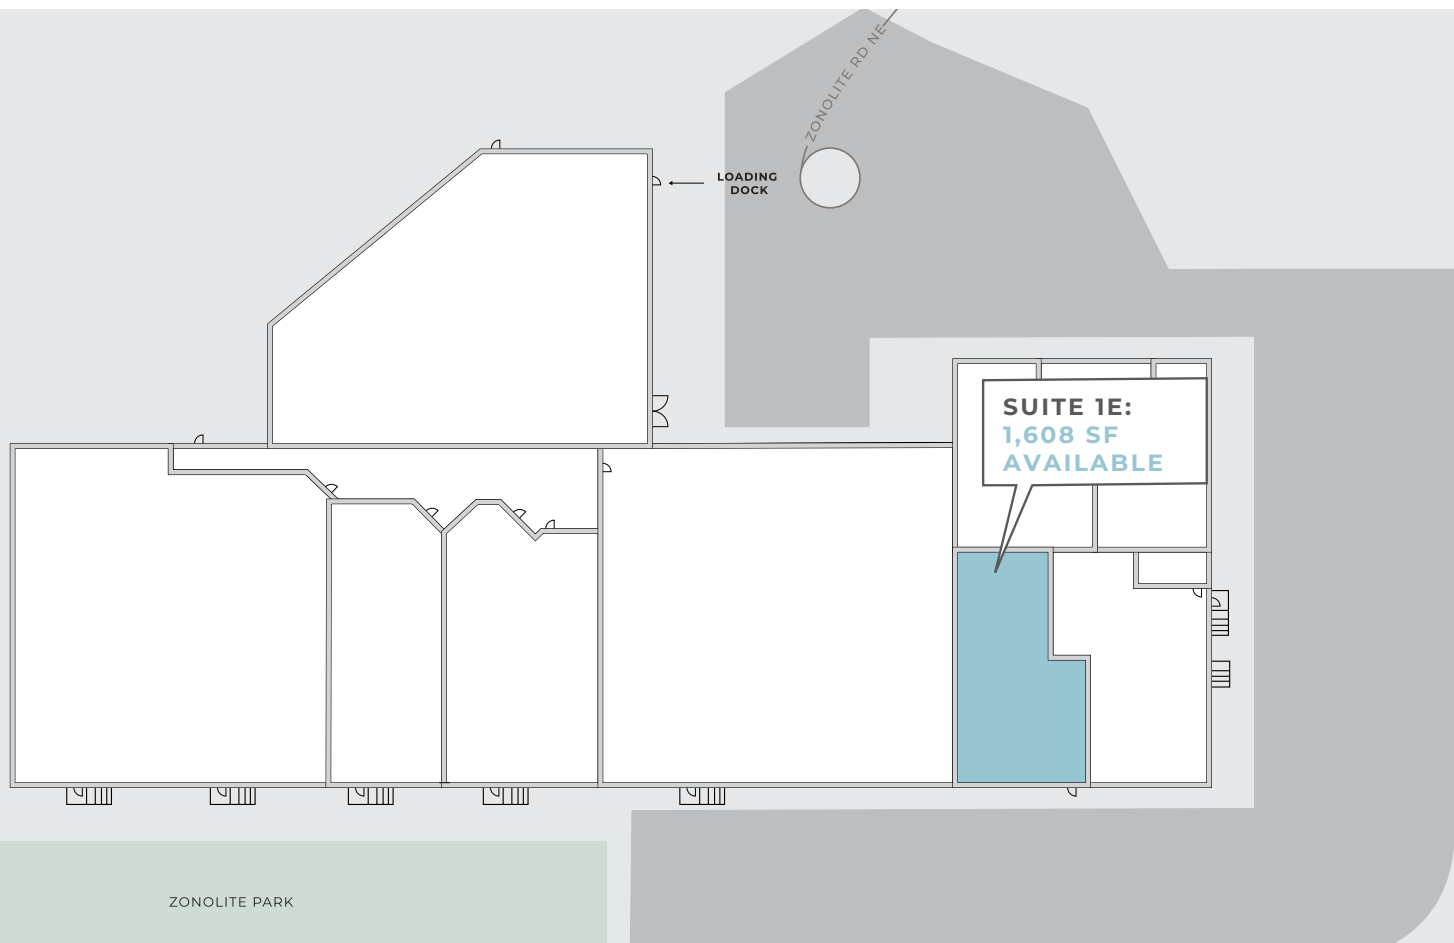 ZONOLITE RD NE
LOADING
DOCK
SUITE 1E:
1,608 SF
AVAILABLE
ZONOLITE PARK